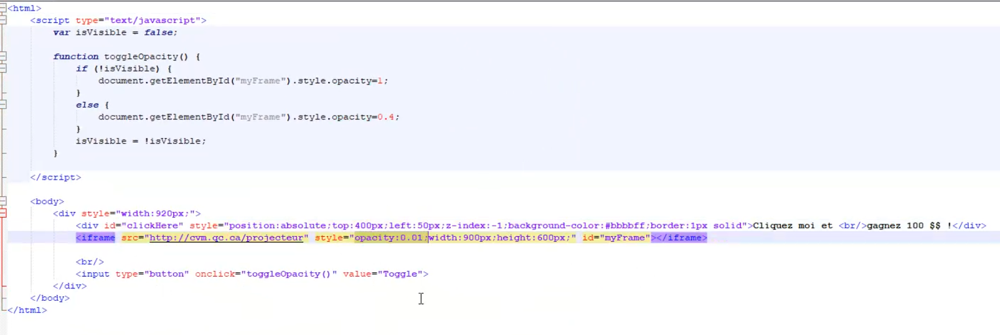 <html>
<script type="text/javascript">
var isVisible = false;
function toggleOpacity() {
if (!isVisible) {
document.getElementById("myFrame").style.opacity=1;
}
else {
document.getElementById("myFrame").style.opacity=0.4;
}
isVisible = !isVisible;
}
</script>
<body>
<div style="width:920px;">
<div id="clickHere" style="position:absolute;top:400px;left:50px;z-index:-1;background-color:#bbbbff;border:1px solid">Cliquez moi et <br/>gagnez 100 $$ !</div>
<iframe src="http://cvm.qc.ca/projecteur" style="opacity:0.01;width:900px;height:600px;" id="myFrame"></iframe>
<br/>
<input type="button" onclick="toggleOpacity()" value="Toggle">
</div>
</body>
</html>